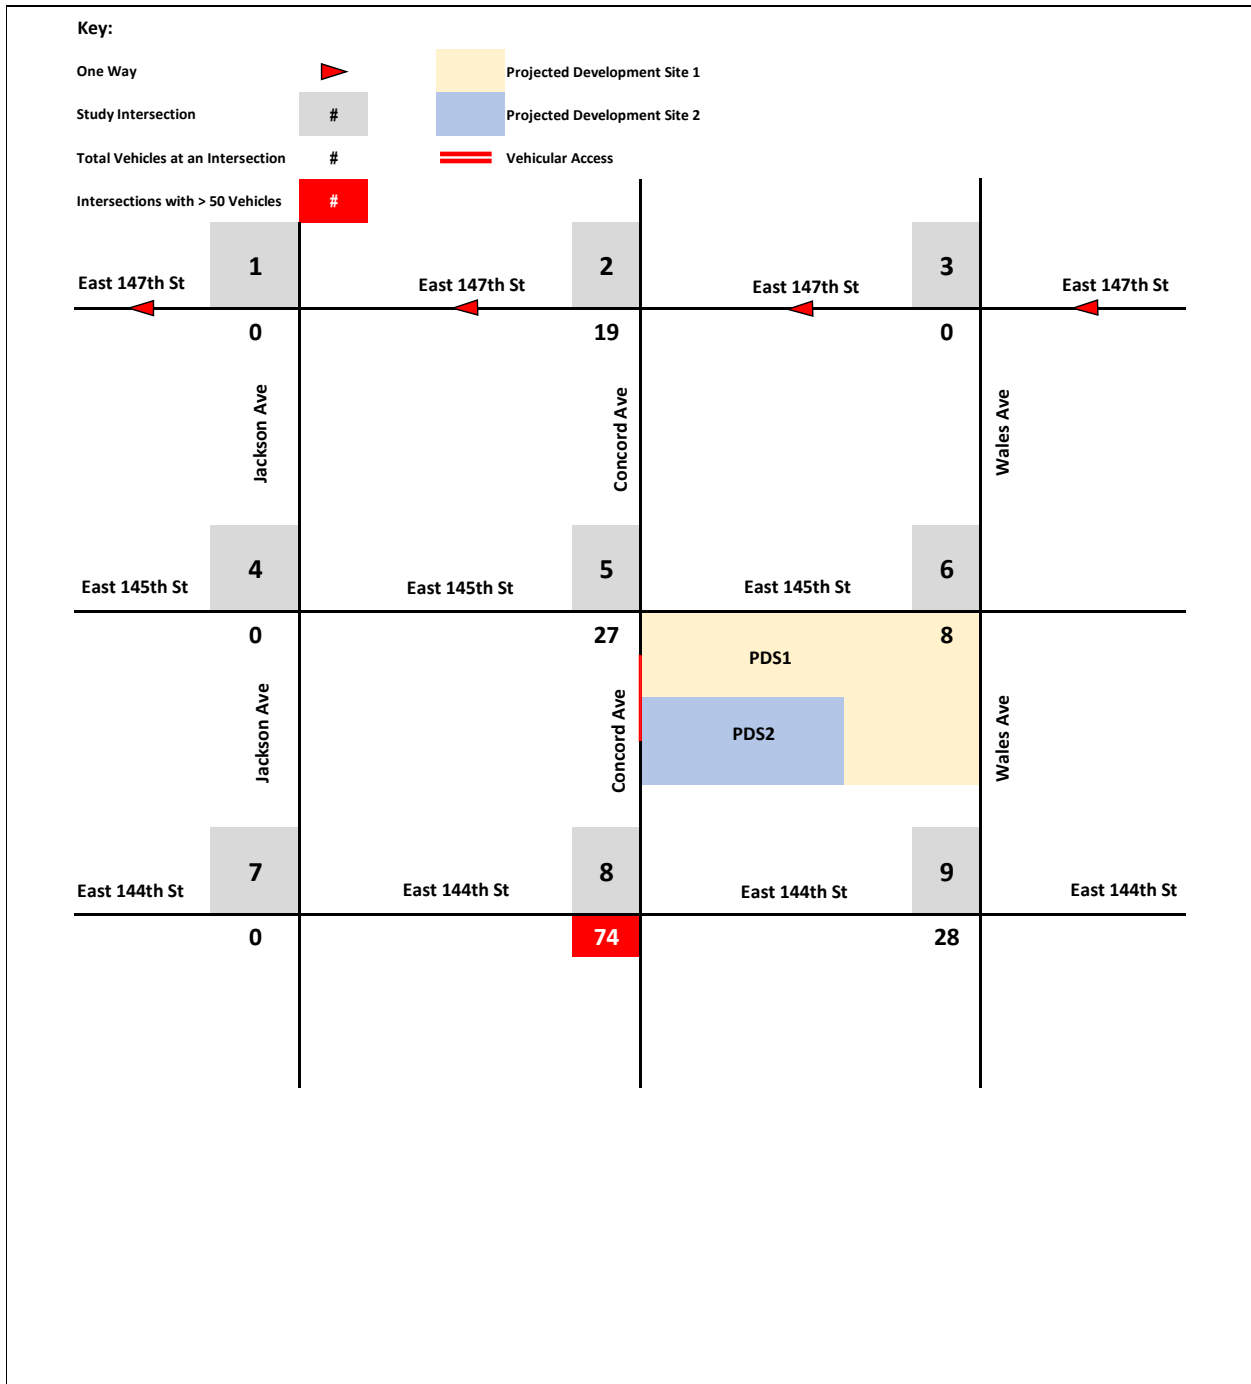 Key:
One Way
Projected Development Site 1
Study Intersection # Projected Development Site 2
Total Vehicles at an Intersection # Vehicular Access
Intersections with > 50 Vehicles #
1 2 3
East 147th St East 147th St East 147th St East 147th St
0 19 0
Jackson Ave Concord Ave Wales Ave
4 5 6
East 145th St East 145th St East 145th St
0 27 8
PDS1
Jackson Ave Concord Ave PDS2 Wales Ave
7 8 9
East 144th St East 144th St East 144th St East 144th St
0 74 28